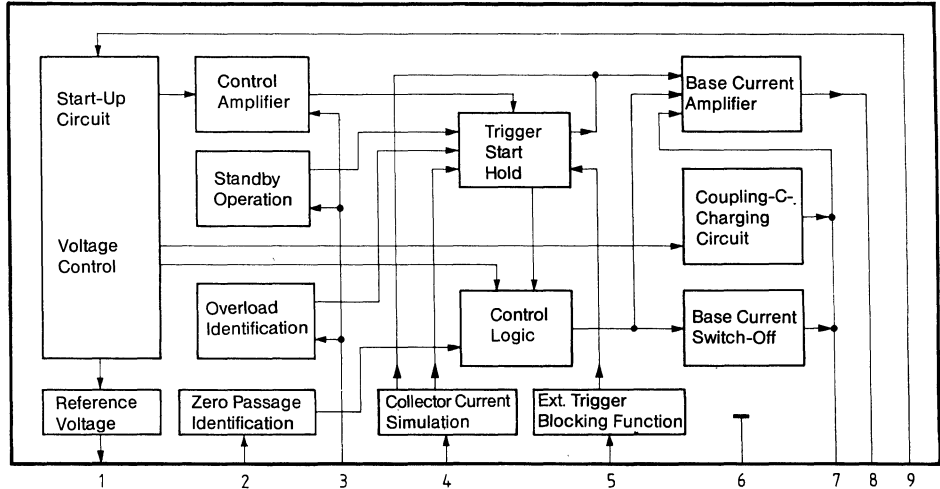 Start-Up
Circuit
Voltage
Control
Control
Amplifier
Standby
Operation
Overload
Identification
Trigger
Start
Hold
Control
Logic
Base Current
Amplifier
Coupling-C-
Charging
Circuit
Base Current
Switch-Off
Reference
Voltage
Zero Passage
Identification
Collector Current
Simulation
Ext. Trigger
Blocking Function
1 2 3 4 5 6 7 8 9